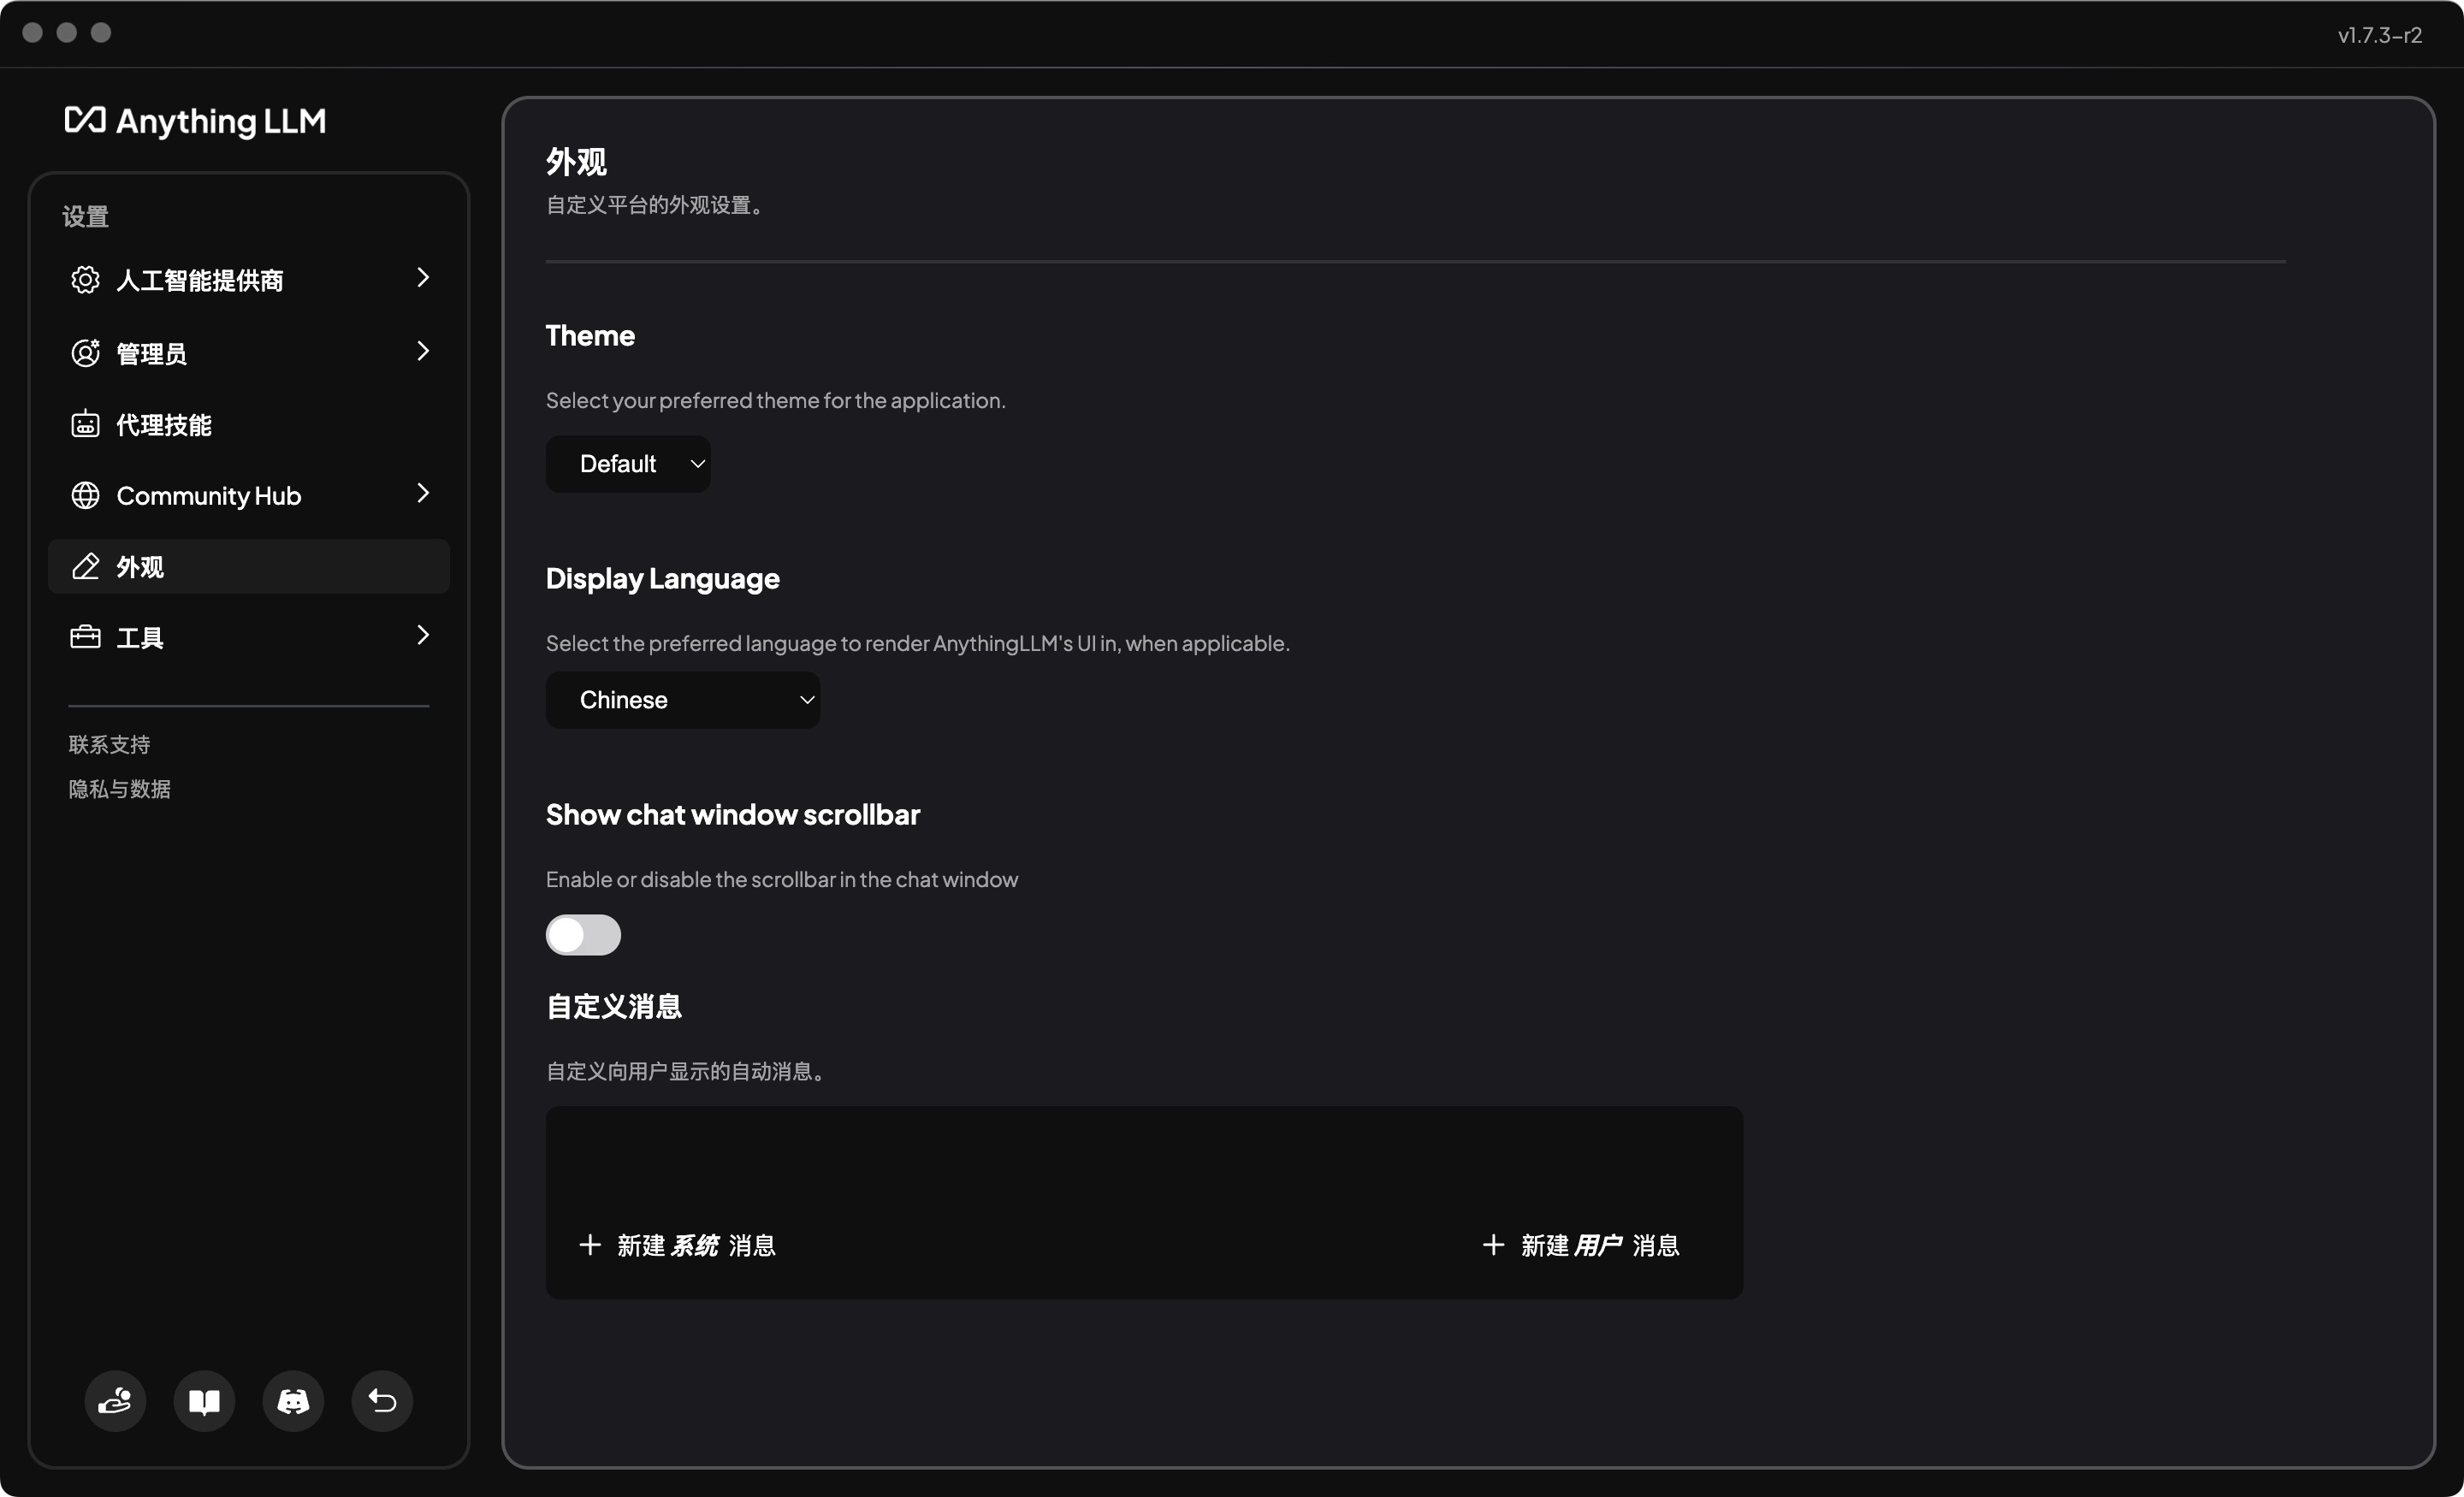 v1.7.3-r2
Anything LLM
设置
人工智能提供商
管理员
代理技能
Community Hub
外观
工具
联系支持
隐私与数据
外观
自定义平台的外观设置。
Theme
Select your preferred theme for the application.
Default
Display Language
Select the preferred language to render AnythingLLM's UI in, when applicable.
Chinese
Show chat window scrollbar
Enable or disable the scrollbar in the chat window
自定义消息
自定义向用户显示的自动消息。
新建 系统 消息
新建 用户 消息